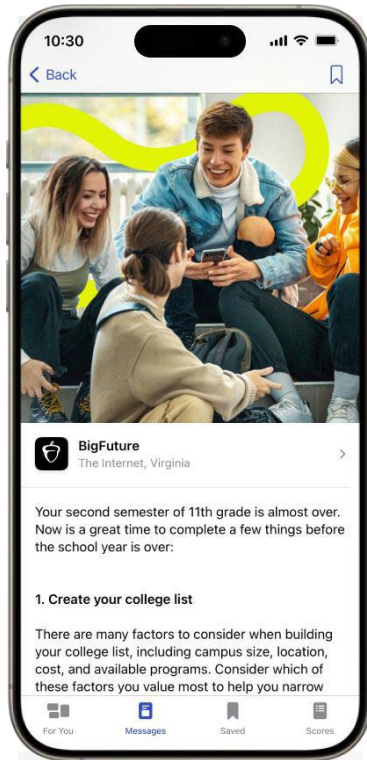 10:30
Back
BigFuture
The Internet, Virginia
Your second semester of 11th grade is almost over.
Now is a great time to complete a few things before
the school year is over:
1. Create your college list
There are many factors to consider when building
your college list, including campus size, location,
cost, and available programs. Consider which of
these factors you value most to help you narrow
For You
Messages
Saved
Scores